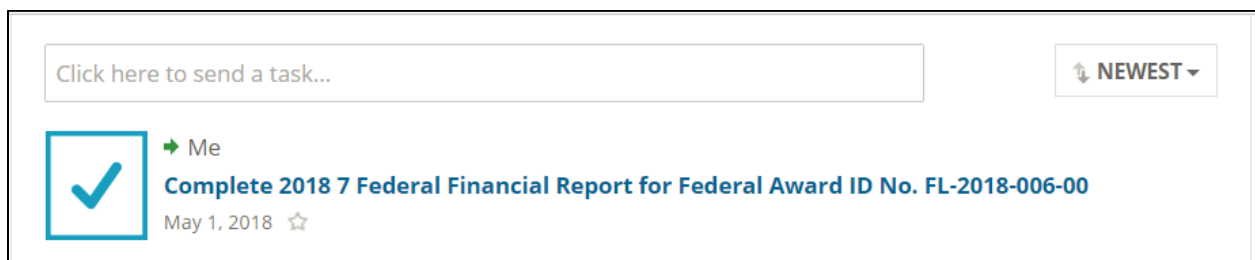 Click here to send a task...
NEWEST
Me
Complete 2018 7 Federal Financial Report for Federal Award ID No. FL-2018-006-00
May 1, 2018